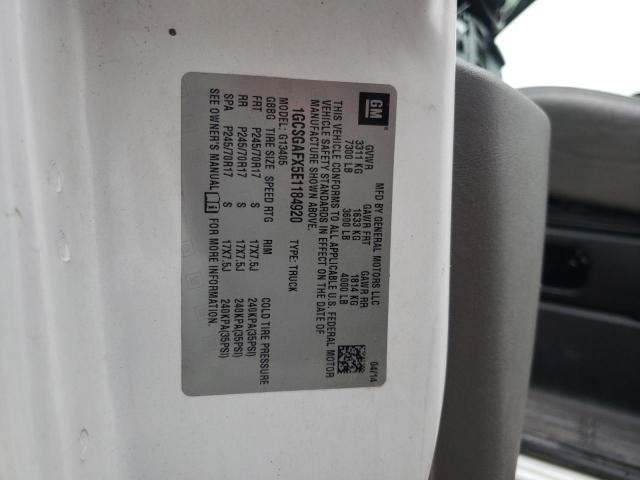 GM
MFD BY GENERAL MOTORS LLC
04/14
GVWR GAWR FRT GAWR RR
3311 KG 1633 KG 1814 KG
7300 LB 3600 LB 4000 LB
THIS VEHICLE CONFORMS TO ALL APPLICABLE U.S. FEDERAL MOTOR
VEHICLE SAFETY STANDARDS IN EFFECT ON THE DATE OF
MANUFACTURE SHOWN ABOVE.
1GCSGAFX5E1184920 TYPE: TRUCK
MODEL: G13405
GBBG TIRE SIZE SPEED RTG RIM COLD TIRE PRESSURE
FRT P245/70R17 S 17X7.5J 240KPA(35PSI)
RR P245/70R17 S 17X7.5J 240KPA(35PSI)
SPA P245/70R17 S 17X7.5J 240KPA(35PSI)
SEE OWNER'S MANUAL FOR MORE INFORMATION.